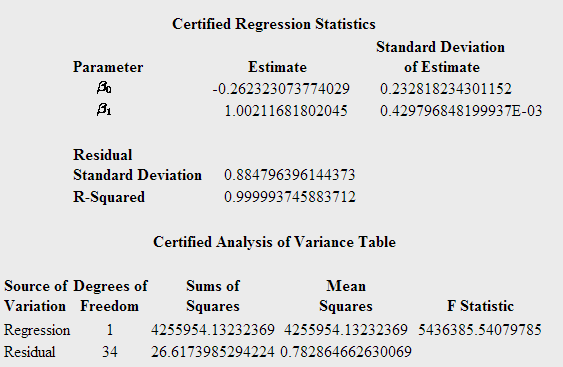 Certified Regression Statistics
Standard Deviation
Parameter Estimate of Estimate
β0 -0.262323073774029 0.232818234301152
β1 1.00211681802045 0.429796848199937E-03
Residual
Standard Deviation 0.884796396144373
R-Squared 0.999993745883712
Certified Analysis of Variance Table
Source of Degrees of Sums of Mean
Variation Freedom Squares Squares F Statistic
Regression 1 4255954.13232369 4255954.13232369 5436385.54079785
Residual 34 26.6173985294224 0.782864662630069